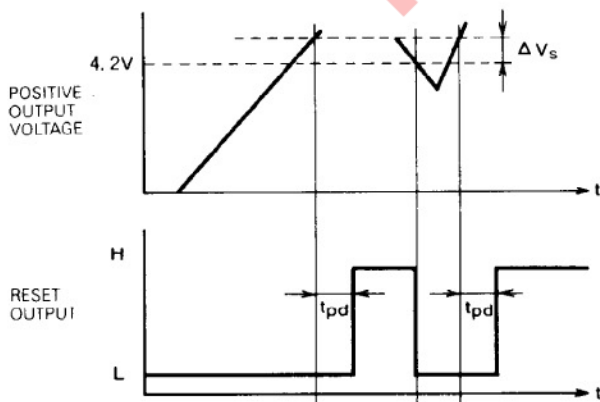 4.2V
POSITIVE
OUTPUT
VOLTAGE
ΔVs
t
H
RESET
OUTPUT
tpd
tpd
L
t